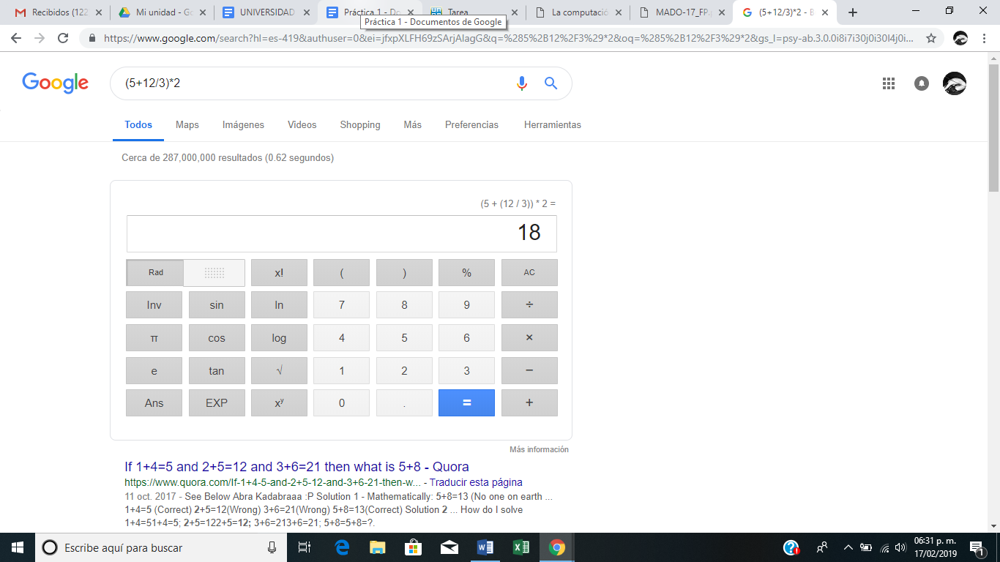 Recibidos (122
Mi unidad - Go
UNIVERSIDAD
Práctica 1 - Do
Tarea
La computació
MADO-17_FP.p
(5+12/3)*2 - B
Práctica 1 - Documentos de Google
https://www.google.com/search?hl=es-419&authuser=0&ei=jfxpXLFH69zSArjAlagG&q=%285%2B12%2F3%29*2&oq=%285%2B12%2F3%29*2&gs_l=psy-ab.3.0.0i8i7i30j0i30l4j0i...
Google
(5+12/3)*2
Todos Maps Imágenes Videos Shopping Más Preferencias Herramientas
Cerca de 287,000,000 resultados (0.62 segundos)
(5 + (12 / 3)) * 2 =
18
Rad x! ( ) % AC
Inv sin ln 7 8 9 ÷
π cos log 4 5 6 ×
e tan √ 1 2 3 −
Ans EXP xʸ 0 . = +
Más información
If 1+4=5 and 2+5=12 and 3+6=21 then what is 5+8 - Quora
https://www.quora.com/If-1+4-5-and-2+5-12-and-3+6-21-then-w... - Traducir esta página
11 oct. 2017 - See Below Abra Kadabraaa :P Solution 1 - Mathematically: 5+8=13 (No one on earth ...
1+4=5 (Correct) 2+5=12(Wrong) 3+6=21(Wrong) 5+8=13(Correct) Solution 2 ... How do I solve
1+4=51+4=5; 2+5=122+5=12; 3+6=213+6=21; 5+8=5+8=?.
Escribe aquí para buscar
06:31 p. m.
17/02/2019
1